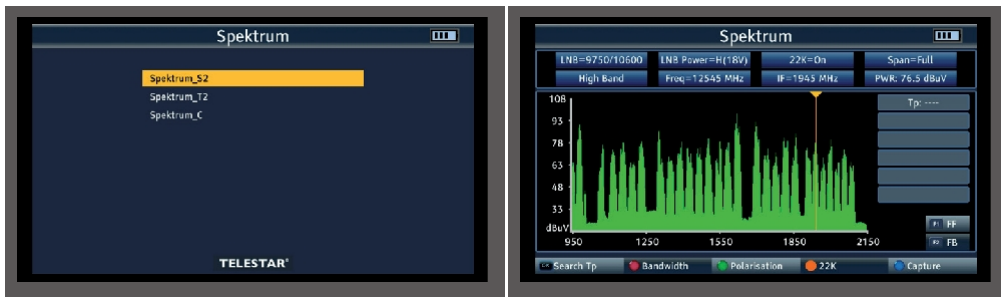 Spektrum
Spektrum_S2
Spektrum_T2
Spektrum_C
TELESTAR
Spektrum
LNB=9750/10600 LNB Power=H(18V) 22K=On Span=Full
High Band Freq=12545 MHz IF=1945 MHz PWR: 76.5 dBuV
108
93
78
63
48
33
dBuV
950 1250 1550 1850 2150
Tp: ----
F1 FF
F2 FB
Search Tp Bandwidth Polarisation 22K Capture